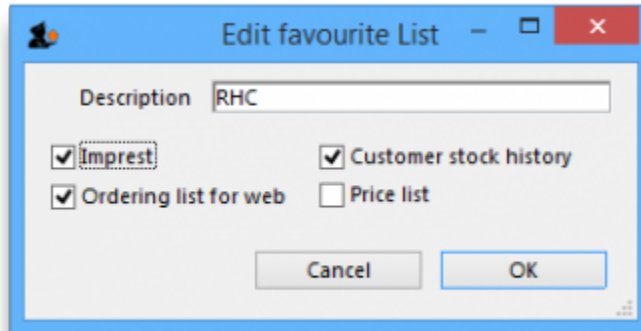 Edit favourite List
Description RHC
Imprest Customer stock history
Ordering list for web Price list
Cancel OK